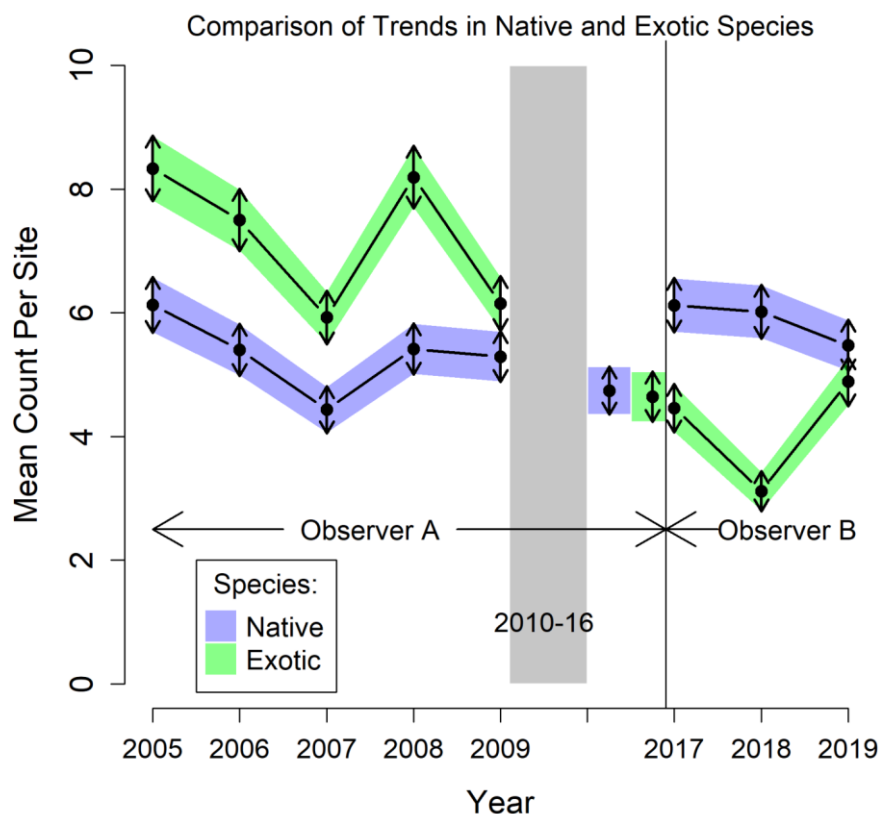 Comparison of Trends in Native and Exotic Species
Mean Count Per Site
10
8
6
4
2
0
Observer A
Observer B
Species:
Native
Exotic
2010-16
2005 2006 2007 2008 2009 2017 2018 2019
Year